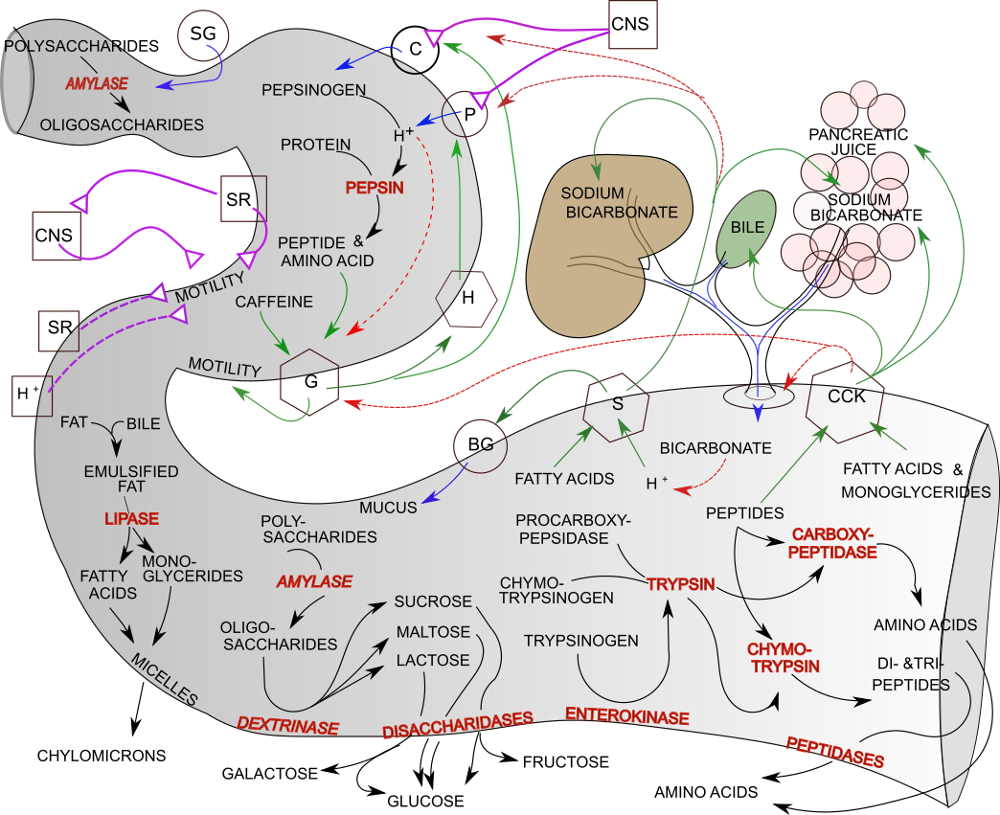 POLYSACCHARIDES
AMYLASE
OLIGOSACCHARIDES
SG
C
CNS
PEPSINOGEN
P
H+
PROTEIN
PEPSIN
PEPTIDE &
AMINO ACID
CAFFEINE
SR
CNS
MOTILITY
SR
H +
MOTILITY
G
H
SODIUM
BICARBONATE
BILE
PANCREATIC
JUICE
SODIUM
BICARBONATE
S
CCK
BG
MUCUS
FATTY ACIDS
BICARBONATE
H +
FATTY ACIDS &
MONOGLYCERIDES
FAT
BILE
EMULSIFIED
FAT
LIPASE
FATTY
ACIDS
MONO-
GLYCERIDES
MICELLES
CHYLOMICRONS
POLY-
SACCHARIDES
AMYLASE
OLIGO-
SACCHARIDES
DEXTRINASE
SUCROSE
MALTOSE
LACTOSE
DISACCHARIDASES
GALACTOSE
GLUCOSE
FRUCTOSE
PROCARBOXY-
PEPSIDASE
CHYMO-
TRYPSINOGEN
TRYPSINOGEN
TRYPSIN
ENTEROKINASE
PEPTIDES
CARBOXY-
PEPTIDASE
CHYMO-
TRYPSIN
AMINO ACIDS
DI- &TRI-
PEPTIDES
PEPTIDASES
AMINO ACIDS